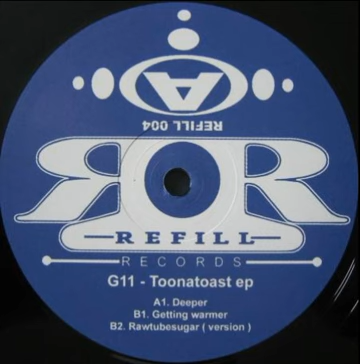 A
REFILL 004
R R
REFILL
RECORDS
G11 - Toonatoast ep
A1. Deeper
B1. Getting warmer
B2. Rawtubesugar ( version )